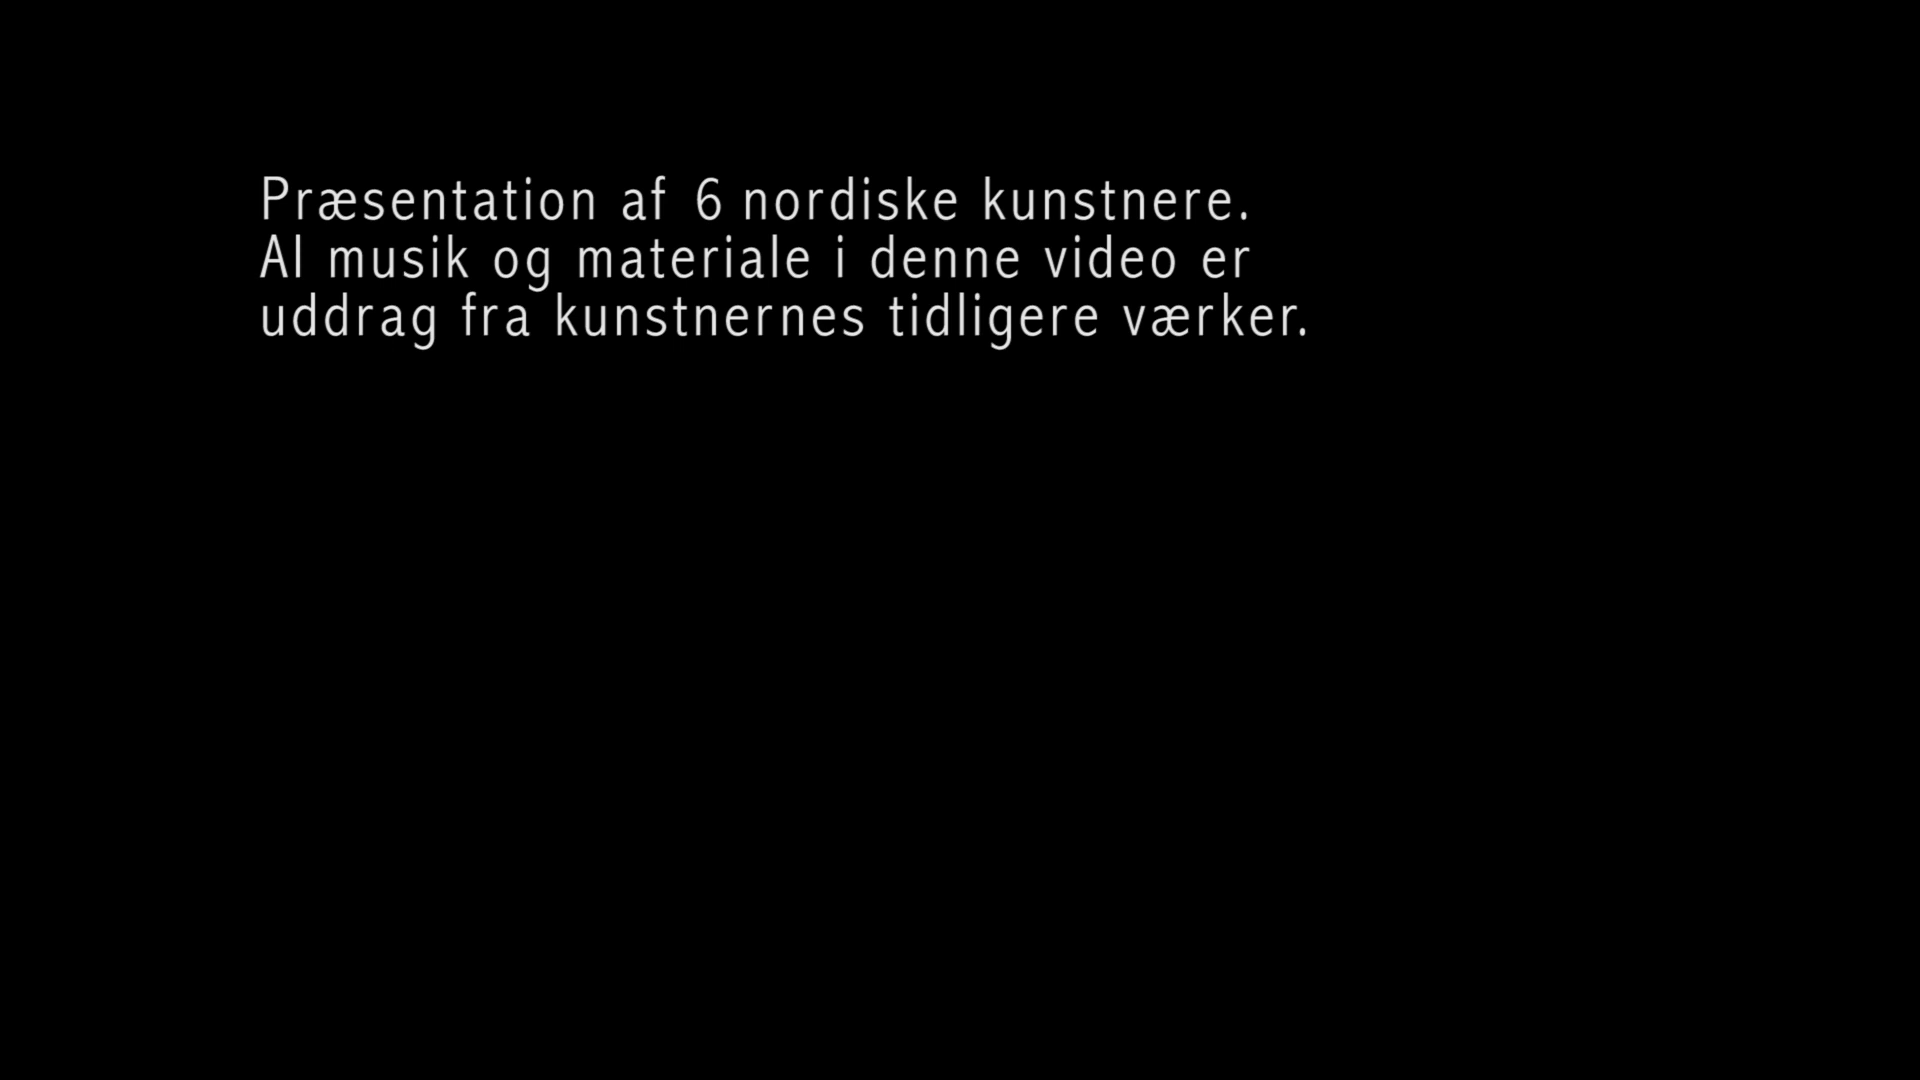 Præsentation af 6 nordiske kunstnere.
Al musik og materiale i denne video er
uddrag fra kunstnernes tidligere værker.